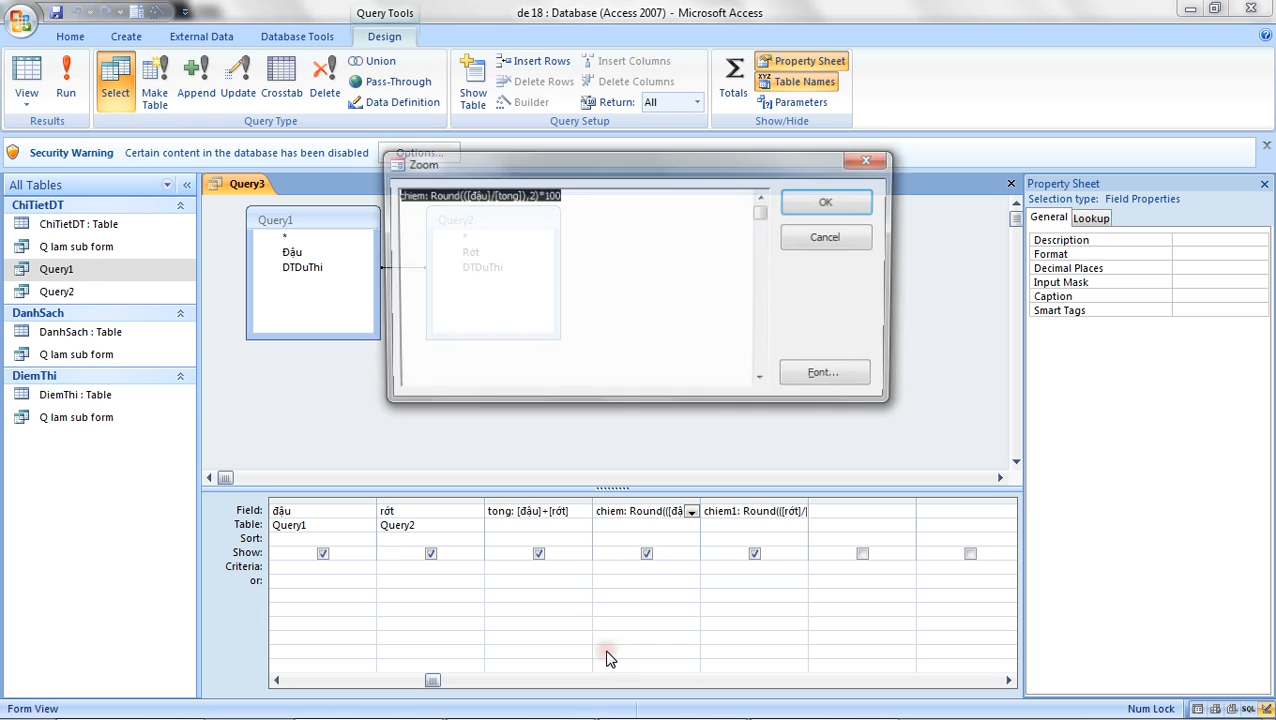 Query Tools
de 18 : Database (Access 2007) - Microsoft Access
Home
Create
External Data
Database Tools
Design
View
Run
Results
Select
Make Table
Append
Update
Crosstab
Delete
Union
Pass-Through
Data Definition
Query Type
Show Table
Insert Rows
Delete Rows
Builder
Insert Columns
Delete Columns
Return: All
Query Setup
Totals
Property Sheet
Table Names
Parameters
Show/Hide
Security Warning Certain content in the database has been disabled Options...
All Tables
ChiTietDT
ChiTietDT : Table
Q lam sub form
Query1
Query2
DanhSach
DanhSach : Table
Q lam sub form
DiemThi
DiemThi : Table
Q lam sub form
Query3
Query1
*
Đậu
DTDuThi
Query2
*
Rớt
DTDuThi
Zoom
chiem: Round(([đậu]/[tong]),2)*100
OK
Cancel
Font...
Property Sheet
Selection type: Field Properties
General Lookup
Description
Format
Decimal Places
Input Mask
Caption
Smart Tags
Field: đậu rớt tong: [đậu]+[rớt] chiem: Round(([đậ chiem1: Round(([rớt]/[
Table: Query1 Query2
Sort:
Show:
Criteria:
or:
Form View
Num Lock
SQL